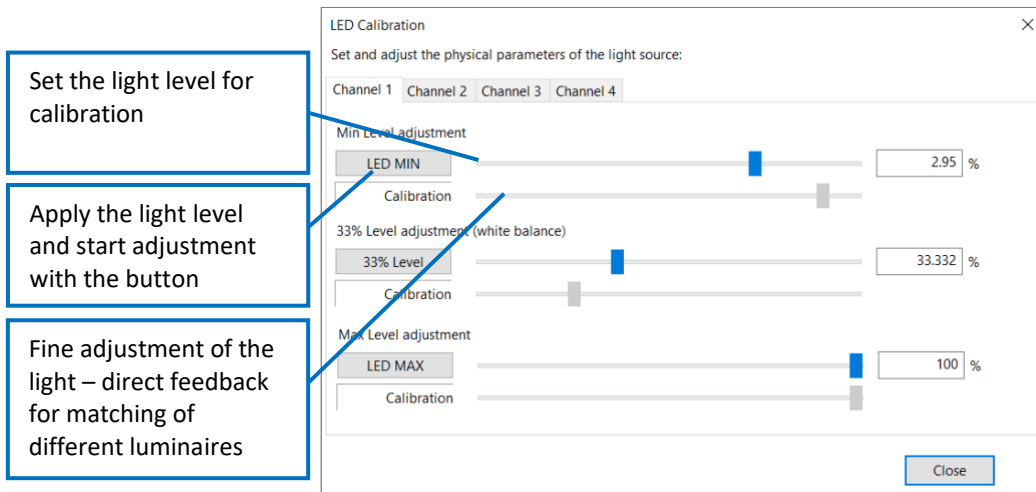 Set the light level for
calibration
Apply the light level
and start adjustment
with the button
Fine adjustment of the
light – direct feedback
for matching of
different luminaires
LED Calibration
Set and adjust the physical parameters of the light source:
Channel 1 Channel 2 Channel 3 Channel 4
Min Level adjustment
LED MIN 2.95 %
Calibration
33% Level adjustment (white balance)
33% Level 33.332 %
Calibration
Max Level adjustment
LED MAX 100 %
Calibration
Close